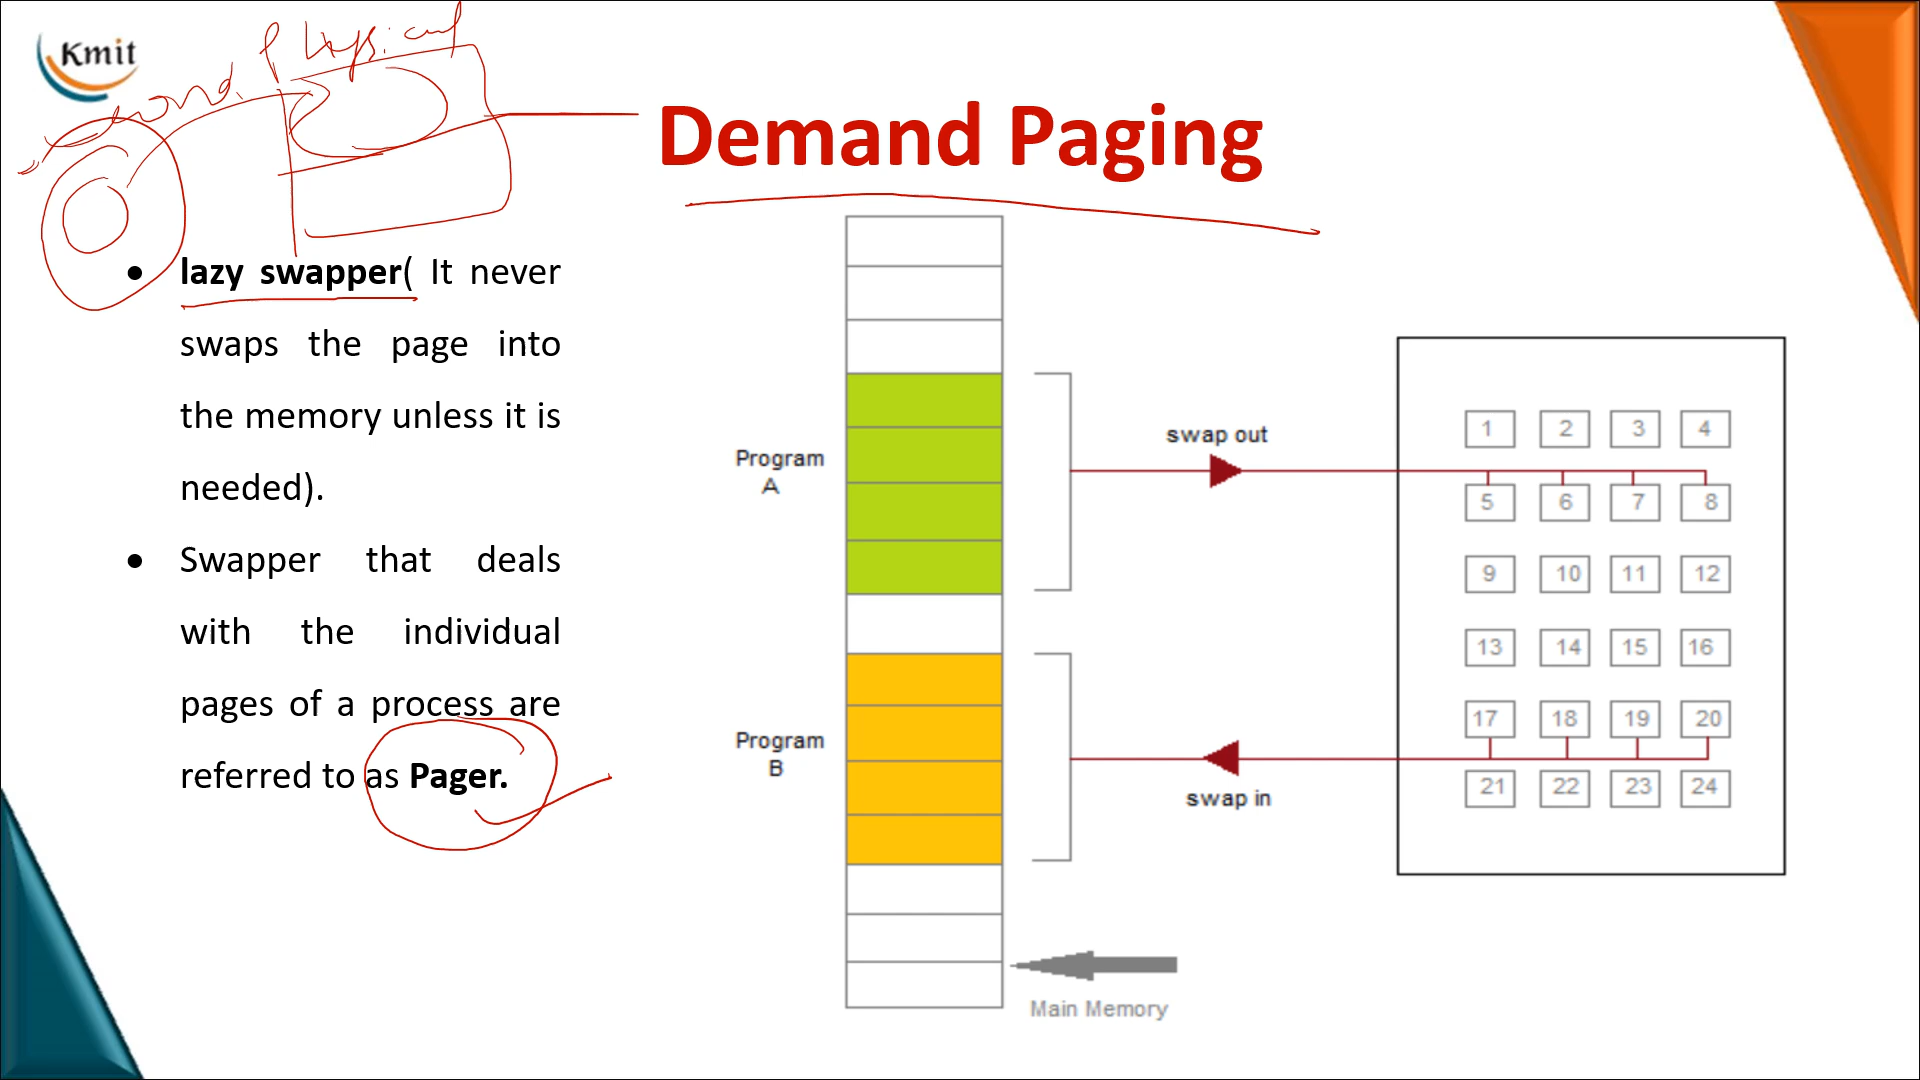 Kmit
Physical
Demand Paging
● lazy swapper( It never
swaps the page into
the memory unless it is
needed).
● Swapper that deals
with the individual
pages of a process are
referred to as Pager.
Program
A
Program
B
swap out
swap in
Main Memory
1 2 3 4
5 6 7 8
9 10 11 12
13 14 15 16
17 18 19 20
21 22 23 24